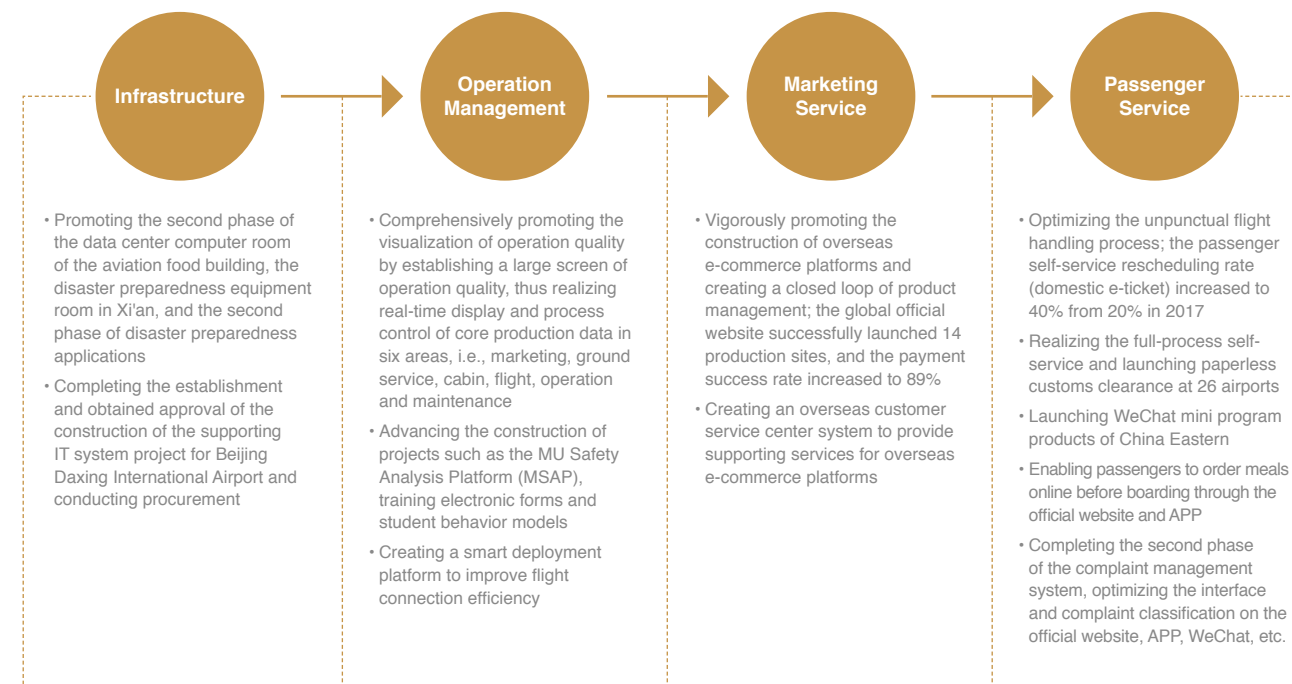 Infrastructure
• Promoting the second phase of
the data center computer room
of the aviation food building, the
disaster preparedness equipment
room in Xi'an, and the second
phase of disaster preparedness
applications
• Completing the establishment
and obtained approval of the
construction of the supporting
IT system project for Beijing
Daxing International Airport and
conducting procurement
Operation
Management
• Comprehensively promoting the
visualization of operation quality
by establishing a large screen of
operation quality, thus realizing
real-time display and process
control of core production data in
six areas, i.e., marketing, ground
service, cabin, flight, operation
and maintenance
• Advancing the construction of
projects such as the MU Safety
Analysis Platform (MSAP),
training electronic forms and
student behavior models
• Creating a smart deployment
platform to improve flight
connection efficiency
Marketing
Service
• Vigorously promoting the
construction of overseas
e-commerce platforms and
creating a closed loop of product
management; the global official
website successfully launched 14
production sites, and the payment
success rate increased to 89%
• Creating an overseas customer
service center system to provide
supporting services for overseas
e-commerce platforms
Passenger
Service
• Optimizing the unpunctual flight
handling process; the passenger
self-service rescheduling rate
(domestic e-ticket) increased to
40% from 20% in 2017
• Realizing the full-process self-
service and launching paperless
customs clearance at 26 airports
• Launching WeChat mini program
products of China Eastern
• Enabling passengers to order meals
online before boarding through the
official website and APP
• Completing the second phase
of the complaint management
system, optimizing the interface
and complaint classification on the
official website, APP, WeChat, etc.